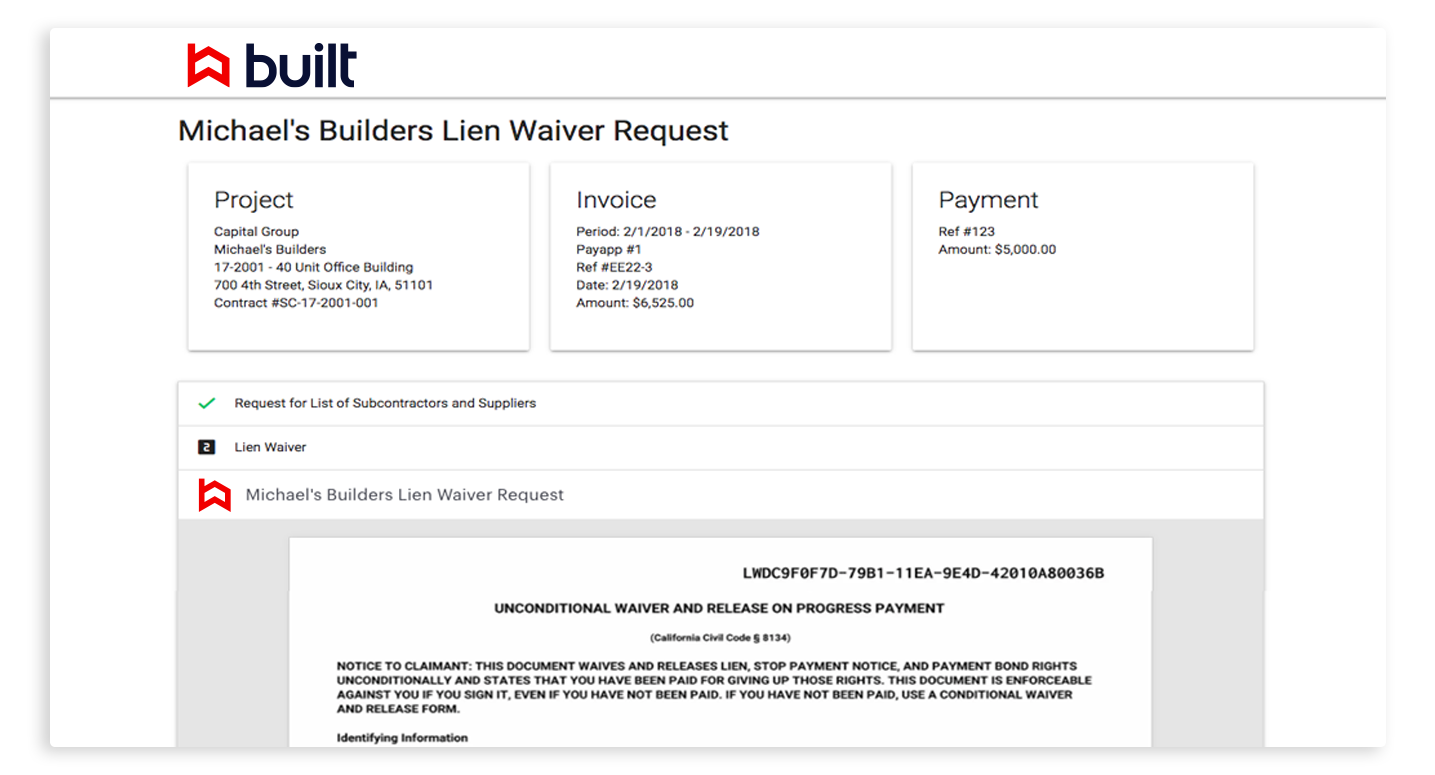 built
Michael's Builders Lien Waiver Request
Project
Capital Group
Michael's Builders
17-2001 - 40 Unit Office Building
700 4th Street, Sioux City, IA, 51101
Contract #SC-17-2001-001
Invoice
Period: 2/1/2018 - 2/19/2018
Payapp #1
Ref #EE22-3
Date: 2/19/2018
Amount: $6,525.00
Payment
Ref #123
Amount: $5,000.00
Request for List of Subcontractors and Suppliers
2 Lien Waiver
Michael's Builders Lien Waiver Request
LWDC9F0F7D-79B1-11EA-9E4D-42010A80036B
UNCONDITIONAL WAIVER AND RELEASE ON PROGRESS PAYMENT
(California Civil Code § 8134)
NOTICE TO CLAIMANT: THIS DOCUMENT WAIVES AND RELEASES LIEN, STOP PAYMENT NOTICE, AND PAYMENT BOND RIGHTS
UNCONDITIONALLY AND STATES THAT YOU HAVE BEEN PAID FOR GIVING UP THOSE RIGHTS. THIS DOCUMENT IS ENFORCEABLE
AGAINST YOU IF YOU SIGN IT, EVEN IF YOU HAVE NOT BEEN PAID. IF YOU HAVE NOT BEEN PAID, USE A CONDITIONAL WAIVER
AND RELEASE FORM.
Identifying Information